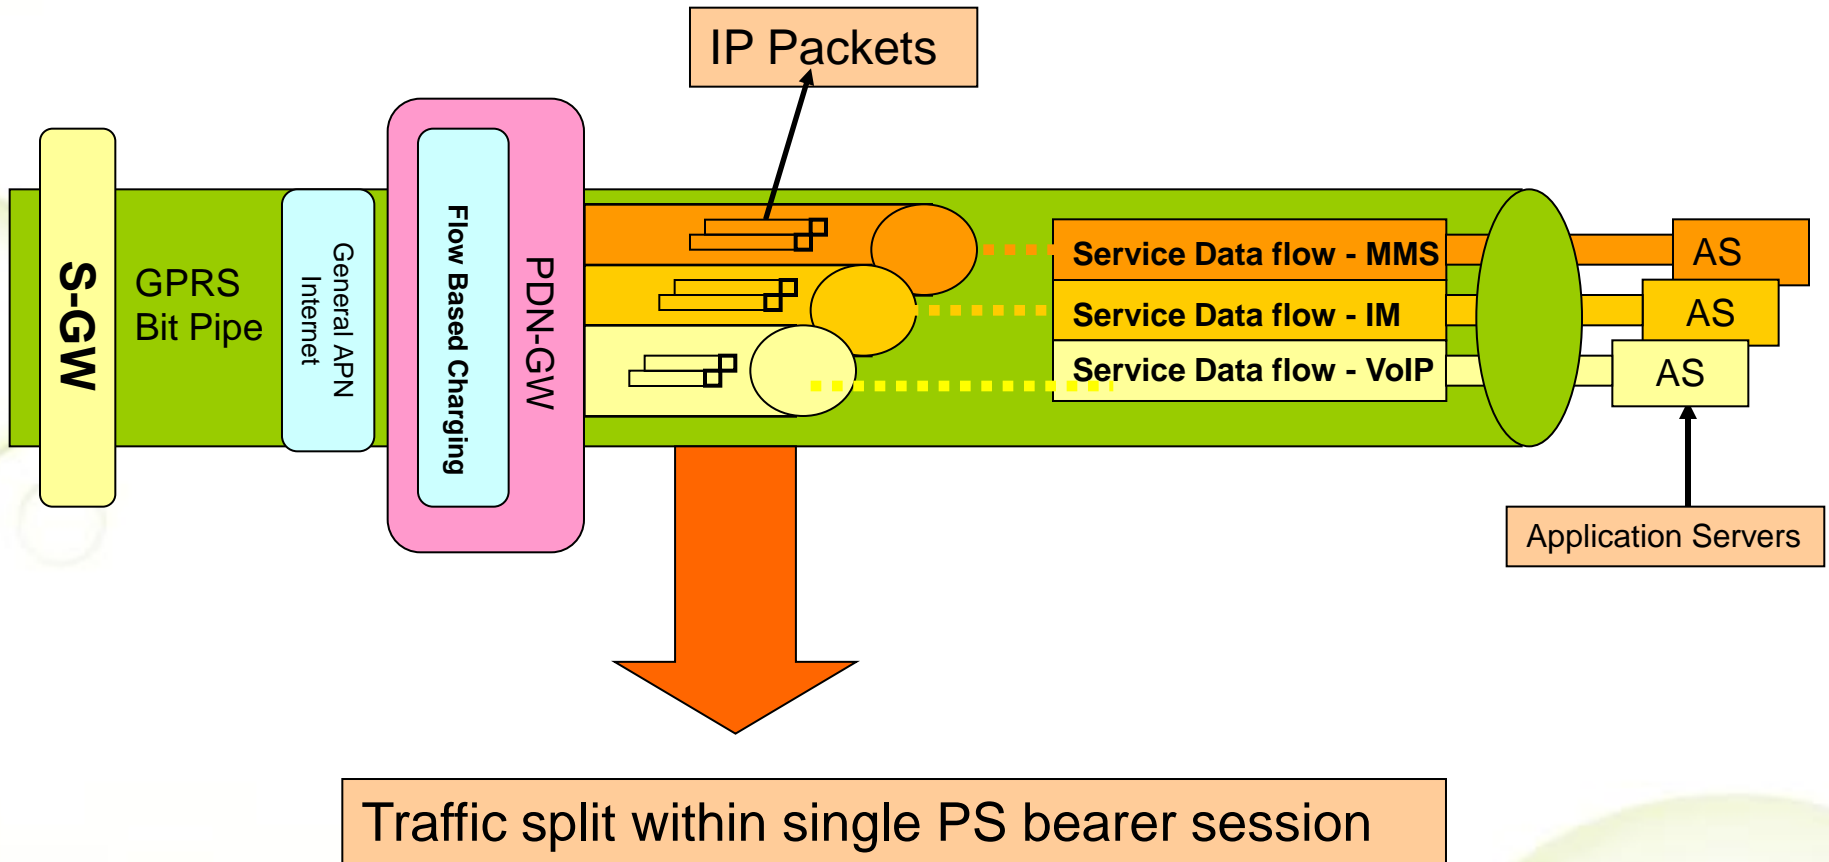 IP Packets
S-GW
GPRS
Bit Pipe
General APN
Internet
Flow Based Charging
PDN-GW
Service Data flow - MMS
Service Data flow - IM
Service Data flow - VoIP
AS
AS
AS
Application Servers
Traffic split within single PS bearer session